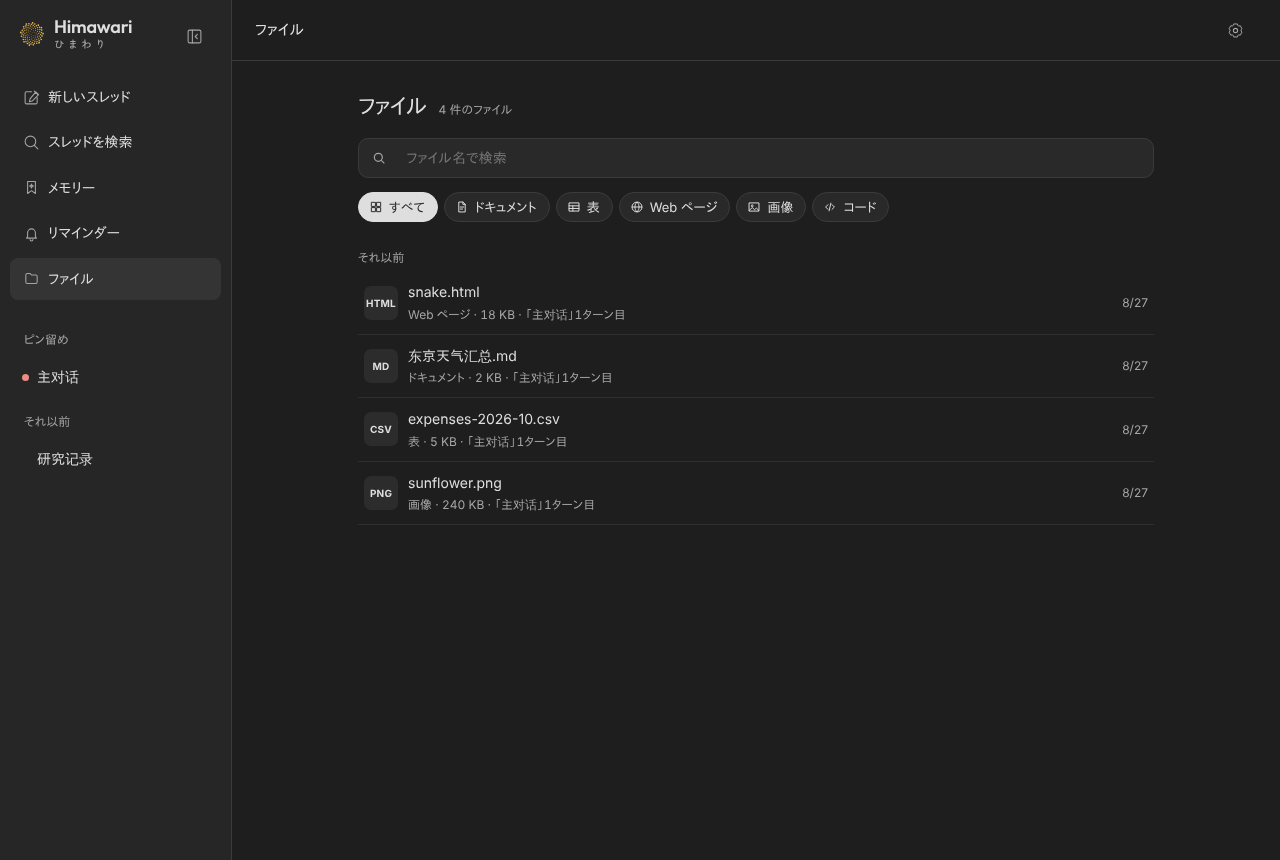 Himawari
ひまわり
新しいスレッド
スレッドを検索
メモリー
リマインダー
ファイル
ピン留め
主对话
それ以前
研究记录
ファイル
ファイル 4 件のファイル
ファイル名で検索
すべて ドキュメント 表 Web ページ 画像 コード
それ以前
HTML snake.html 8/27
Web ページ · 18 KB · 「主対话」1ターン目
MD 东京天气汇总.md 8/27
ドキュメント · 2 KB · 「主对话」1ターン目
CSV expenses-2026-10.csv 8/27
表 · 5 KB · 「主对话」1ターン目
PNG sunflower.png 8/27
画像 · 240 KB · 「主对话」1ターン目